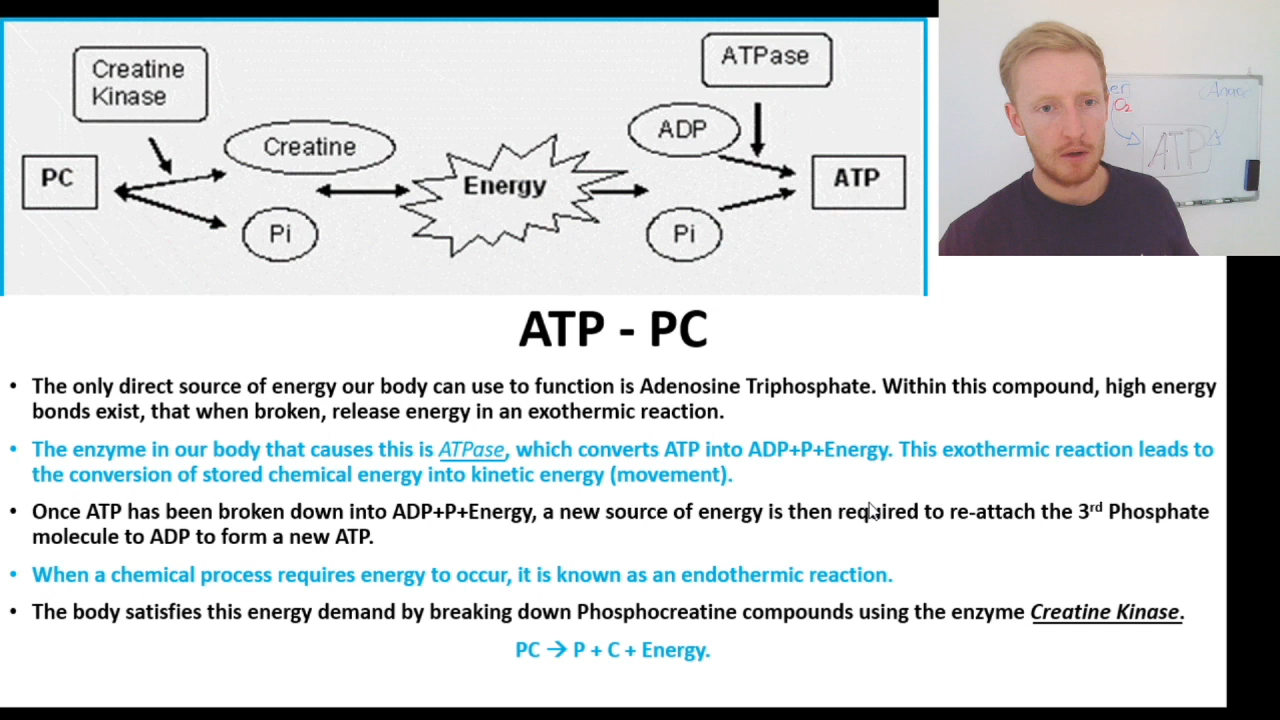 Creatine
Kinase
ATPase
ADP
Creatine
PC
Energy
ATP
Pi
Pi
er
O₂
ATP
ATP - PC
• The only direct source of energy our body can use to function is Adenosine Triphosphate. Within this compound, high energy
bonds exist, that when broken, release energy in an exothermic reaction.
• The enzyme in our body that causes this is ATPase, which converts ATP into ADP+P+Energy. This exothermic reaction leads to
the conversion of stored chemical energy into kinetic energy (movement).
• Once ATP has been broken down into ADP+P+Energy, a new source of energy is then required to re-attach the 3rd Phosphate
molecule to ADP to form a new ATP.
• When a chemical process requires energy to occur, it is known as an endothermic reaction.
• The body satisfies this energy demand by breaking down Phosphocreatine compounds using the enzyme Creatine Kinase.
PC → P + C + Energy.